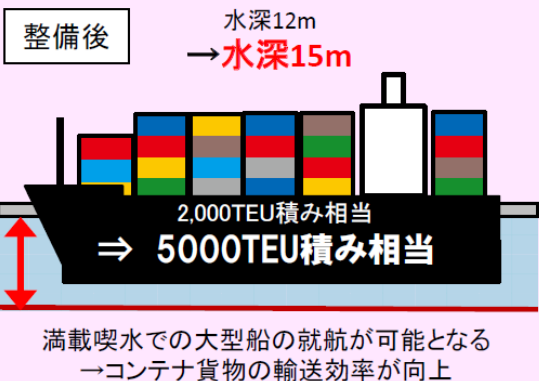 整備後
水深12m
→水深15m
2,000TEU積み相当
⇒ 5000TEU積み相当
満載喫水での大型船の就航が可能となる
→コンテナ貨物の輸送効率が向上